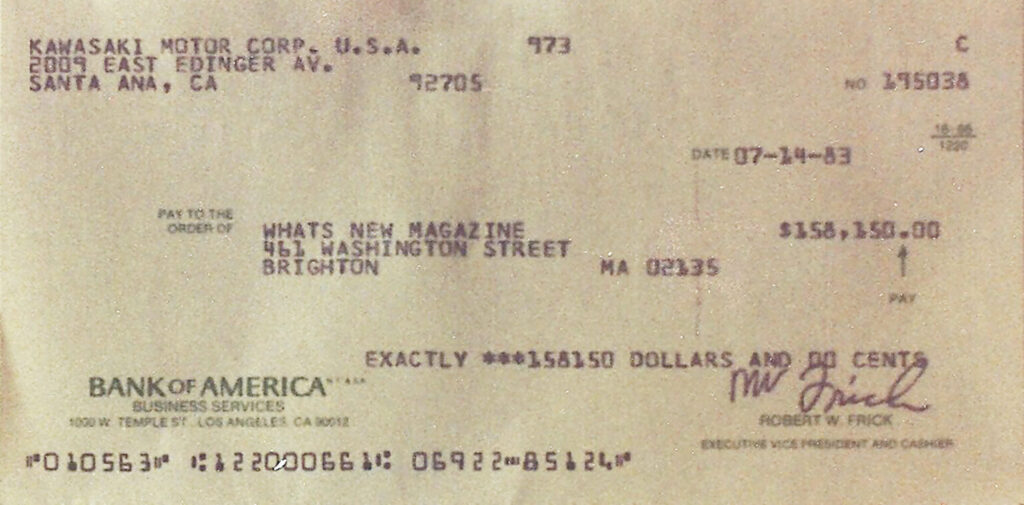 KAWASAKI MOTOR CORP. U.S.A. 973 C
2009 EAST EDINGER AV.
SANTA ANA, CA 92705 NO 195038
1220
DATE 07-14-83
PAY TO THE
ORDER OF
WHATS NEW MAGAZINE $158,150.00
461 WASHINGTON STREET
BRIGHTON MA 02135
PAY
EXACTLY ***158150 DOLLARS AND 00 CENTS
BANK OF AMERICA
BUSINESS SERVICES
1000 W. TEMPLE ST., LOS ANGELES, CA 90012
RW Frick
ROBERT W. FRICK
EXECUTIVE VICE PRESIDENT AND CASHIER
⑈010563⑈ ⑆122000661⑆ 06922⑉85124⑈